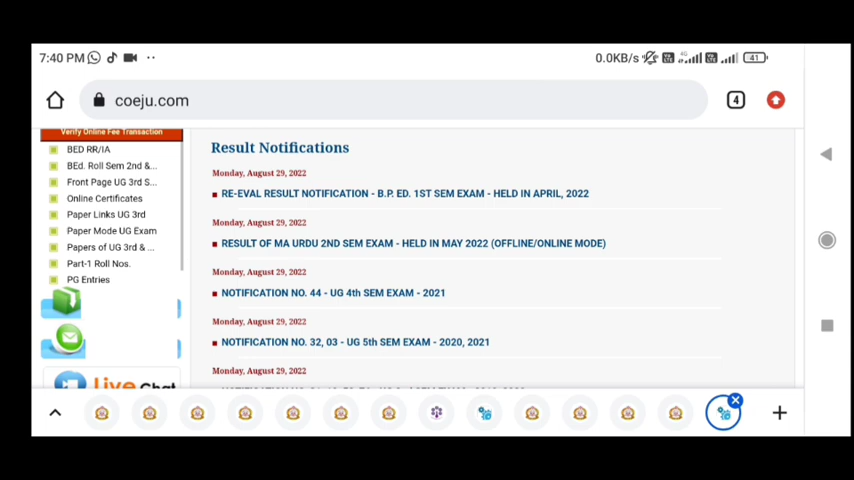 7:40 PM
0.0KB/s
4G
41
coeju.com
4
Verify Online Fee Transaction
BED RR/IA
BEd. Roll Sem 2nd &...
Front Page UG 3rd S...
Online Certificates
Paper Links UG 3rd
Paper Mode UG Exam
Papers of UG 3rd & ...
Part-1 Roll Nos.
PG Entries
Live Chat
Result Notifications
Monday, August 29, 2022
RE-EVAL RESULT NOTIFICATION - B.P. ED. 1ST SEM EXAM - HELD IN APRIL, 2022
Monday, August 29, 2022
RESULT OF MA URDU 2ND SEM EXAM - HELD IN MAY 2022 (OFFLINE/ONLINE MODE)
Monday, August 29, 2022
NOTIFICATION NO. 44 - UG 4th SEM EXAM - 2021
Monday, August 29, 2022
NOTIFICATION NO. 32, 03 - UG 5th SEM EXAM - 2020, 2021
Monday, August 29, 2022